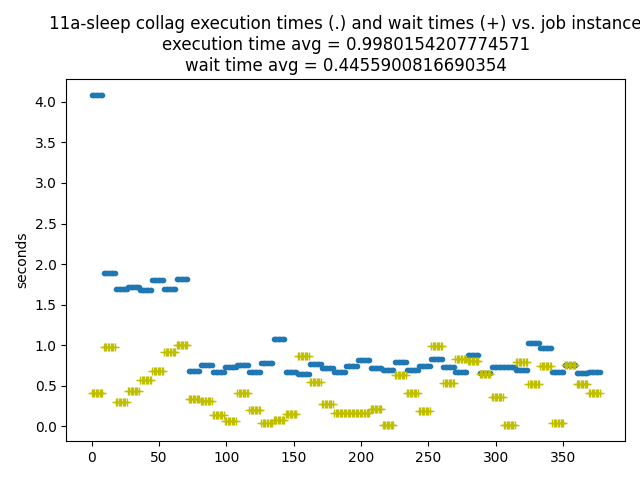 11a-sleep collag execution times (.) and wait times (+) vs. job instance
execution time avg = 0.9980154207774571
wait time avg = 0.4455900816690354
4.0
3.5
3.0
2.5
2.0
1.5
1.0
0.5
0.0
seconds
0 50 100 150 200 250 300 350